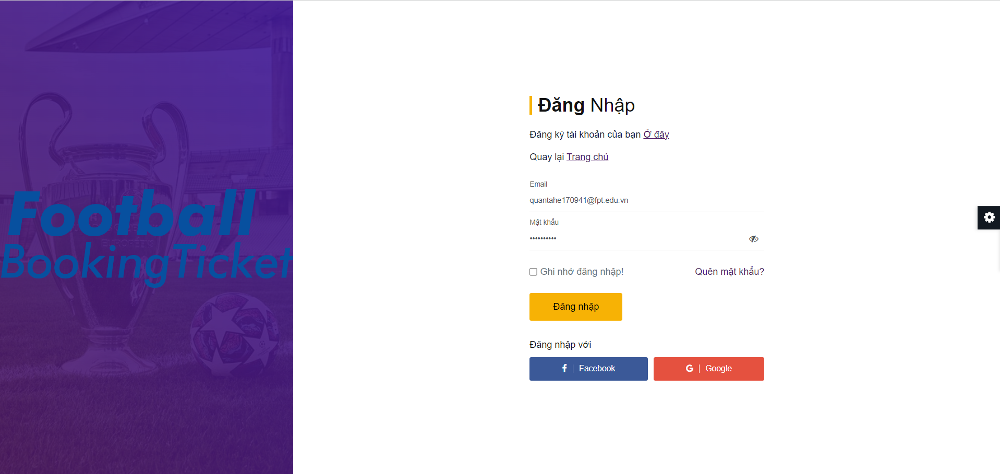 Football
BookingTicket
Đăng Nhập
Đăng ký tài khoản của bạn Ở đây
Quay lại Trang chủ
Email
quantahe170941@fpt.edu.vn
Mật khẩu
••••••••••
Ghi nhớ đăng nhập!
Quên mật khẩu?
Đăng nhập
Đăng nhập với
Facebook
Google